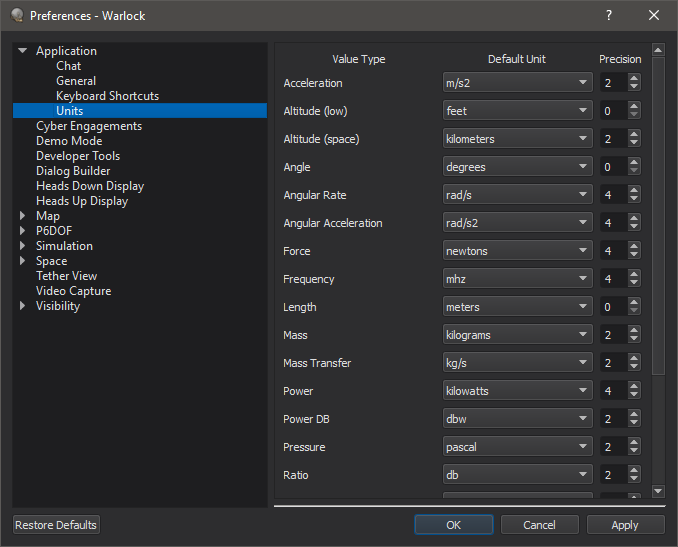 Preferences - Warlock
?
Application
Chat
General
Keyboard Shortcuts
Units
Cyber Engagements
Demo Mode
Developer Tools
Dialog Builder
Heads Down Display
Heads Up Display
Map
P6DOF
Simulation
Space
Tether View
Video Capture
Visibility
Value Type Default Unit Precision
Acceleration m/s2 2
Altitude (low) feet 0
Altitude (space) kilometers 2
Angle degrees 0
Angular Rate rad/s 4
Angular Acceleration rad/s2 4
Force newtons 4
Frequency mhz 4
Length meters 0
Mass kilograms 2
Mass Transfer kg/s 2
Power kilowatts 4
Power DB dbw 2
Pressure pascal 2
Ratio db 2
Restore Defaults OK Cancel Apply